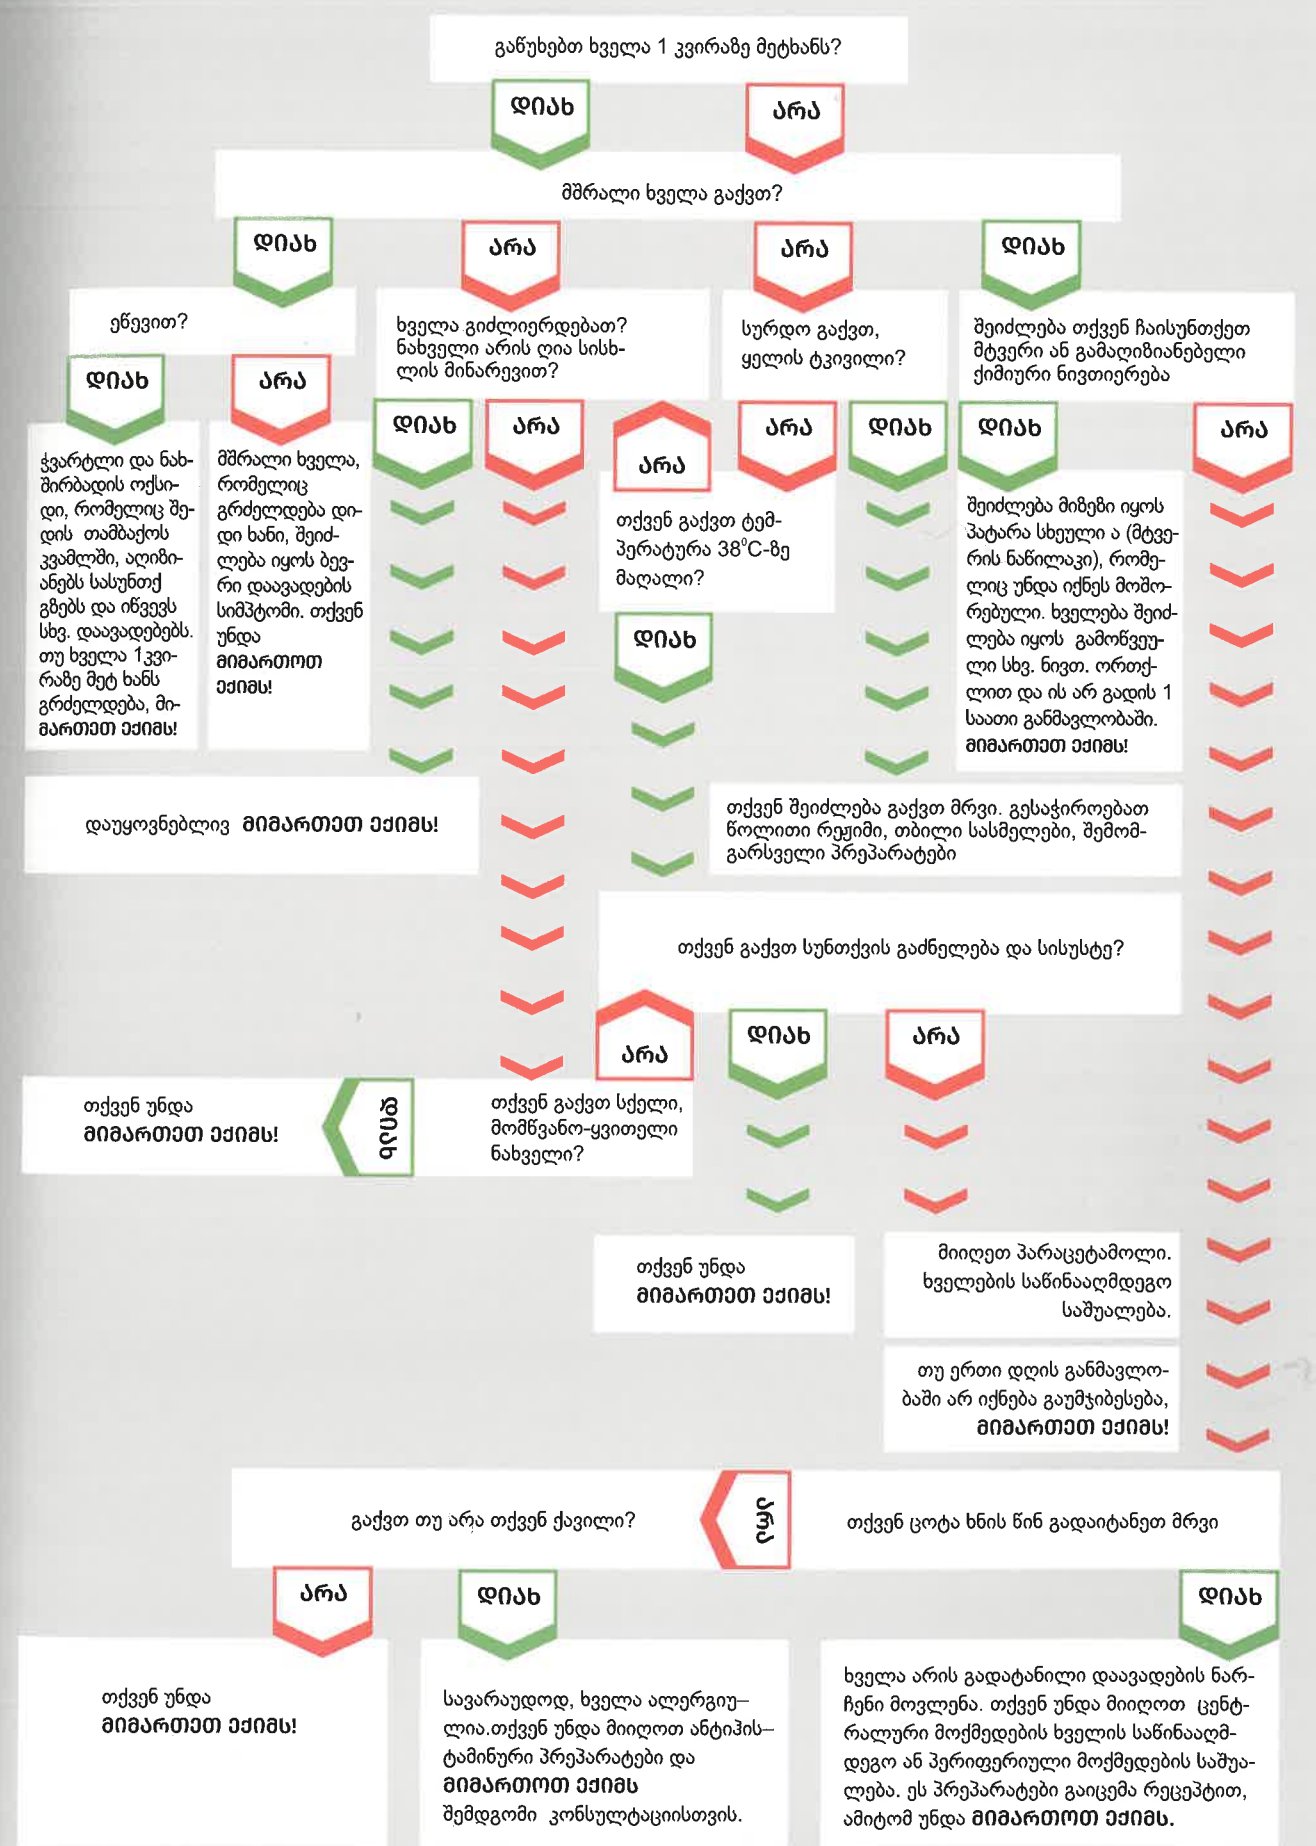 გაწუხებთ ხველა 1 კვირაზე მეტხანს?
დიახ
არა
მშრალი ხველა გაქვთ?
დიახ
არა
არა
დიახ
ეწევით?
ხველა გიძლიერდებათ?
ნახველი არის ღია სისხ-
ლის მინარევით?
სურდო გაქვთ,
ყელის ტკივილი?
შეიძლება თქვენ ჩაისუნთქეთ
მტვერი ან გამაღიზიანებელი
ქიმიური ნივთიერება
დიახ
არა
დიახ
არა
არა
არა
დიახ
დიახ
არა
ჭვარტლი და ნახ-
შირბადის ოქსი-
დი, რომელიც შე-
დის თამბაქოს
კვამლში, აღიზი-
ანებს სასუნთქ
გზებს და იწვევს
სხვ. დაავადებებს.
თუ ხველა 1კვი-
რაზე მეტ ხანს
გრძელდება, მი-
მართეთ ექიმს!
მშრალი ხველა,
რომელიც
გრძელდება დი-
დი ხანი, შეიძ-
ლება იყოს ბევ-
რი დაავადების
სიმპტომი. თქვენ
უნდა
მიმართოთ
ექიმს!
თქვენ გაქვთ ტემ-
პერატურა 38⁰C-ზე
მაღალი?
დიახ
შეიძლება მიზეზი იყოს
პატარა სხეული ა (მტვე-
რის ნაწილაკი), რომე-
ლიც უნდა იქნეს მოშო-
რებული. ხველება შეიძ-
ლება იყოს გამოწვეუ-
ლი სხვ. ნივთ. ორთქ-
ლით და ის არ გადის 1
საათი განმავლობაში.
მიმართეთ ექიმს!
დაუყოვნებლივ მიმართეთ ექიმს!
თქვენ შეიძლება გაქვთ მრვი. გესაჭიროებათ
წოლითი რეჟიმი, თბილი სასმელები, შემომ-
გარსველი პრეპარატები
თქვენ გაქვთ სუნთქვის გაძნელება და სისუსტე?
არა
დიახ
არა
თქვენ უნდა
მიმართეთ ექიმს!
დიახ
თქვენ გაქვთ სქელი,
მომწვანო-ყვითელი
ნახველი?
თქვენ უნდა
მიმართეთ ექიმს!
მიიღეთ პარაცეტამოლი.
ხველების საწინააღმდეგო
საშუალება.
თუ ერთი დღის განმავლო-
ბაში არ იქნება გაუმჯობესება,
მიმართეთ ექიმს!
გაქვთ თუ არა თქვენ ქავილი?
არა
თქვენ ცოტა ხნის წინ გადაიტანეთ მრვი
არა
დიახ
დიახ
თქვენ უნდა
მიმართეთ ექიმს!
სავარაუდოდ, ხველა ალერგიუ–
ლია.თქვენ უნდა მიიღოთ ანტიჰის–
ტამინური პრეპარატები და
მიმართოთ ექიმს
შემდგომი კონსულტაციისთვის.
ხველა არის გადატანილი დაავადების ნარ-
ჩენი მოვლენა. თქვენ უნდა მიიღოთ ცენტ-
რალური მოქმედების ხველის საწინააღმ-
დეგო ან პერიფერიული მოქმედების საშუა-
ლება. ეს პრეპარატები გაიცემა რეცეპტით,
ამიტომ უნდა მიმართოთ ექიმს.